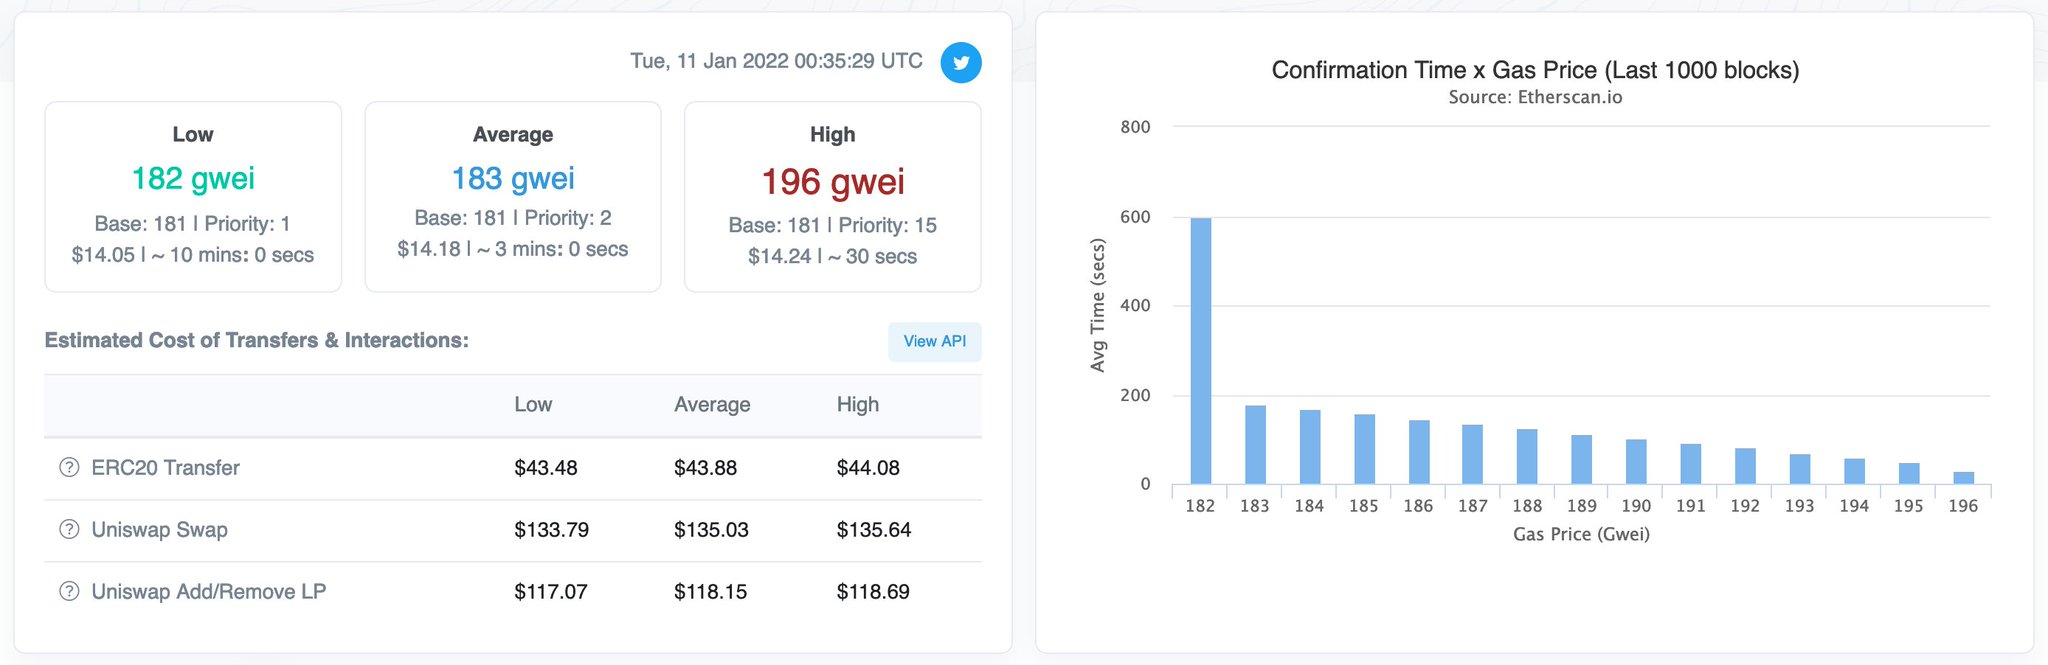 Tue, 11 Jan 2022 00:35:29 UTC
Low
182 gwei
Base: 181 | Priority: 1
$14.05 | ~ 10 mins: 0 secs
Average
183 gwei
Base: 181 | Priority: 2
$14.18 | ~ 3 mins: 0 secs
High
196 gwei
Base: 181 | Priority: 15
$14.24 | ~ 30 secs
Estimated Cost of Transfers & Interactions:
View API
Low Average High
? ERC20 Transfer $43.48 $43.88 $44.08
? Uniswap Swap $133.79 $135.03 $135.64
? Uniswap Add/Remove LP $117.07 $118.15 $118.69
Confirmation Time x Gas Price (Last 1000 blocks)
Source: Etherscan.io
Avg Time (secs)
800
600
400
200
0
182 183 184 185 186 187 188 189 190 191 192 193 194 195 196
Gas Price (Gwei)